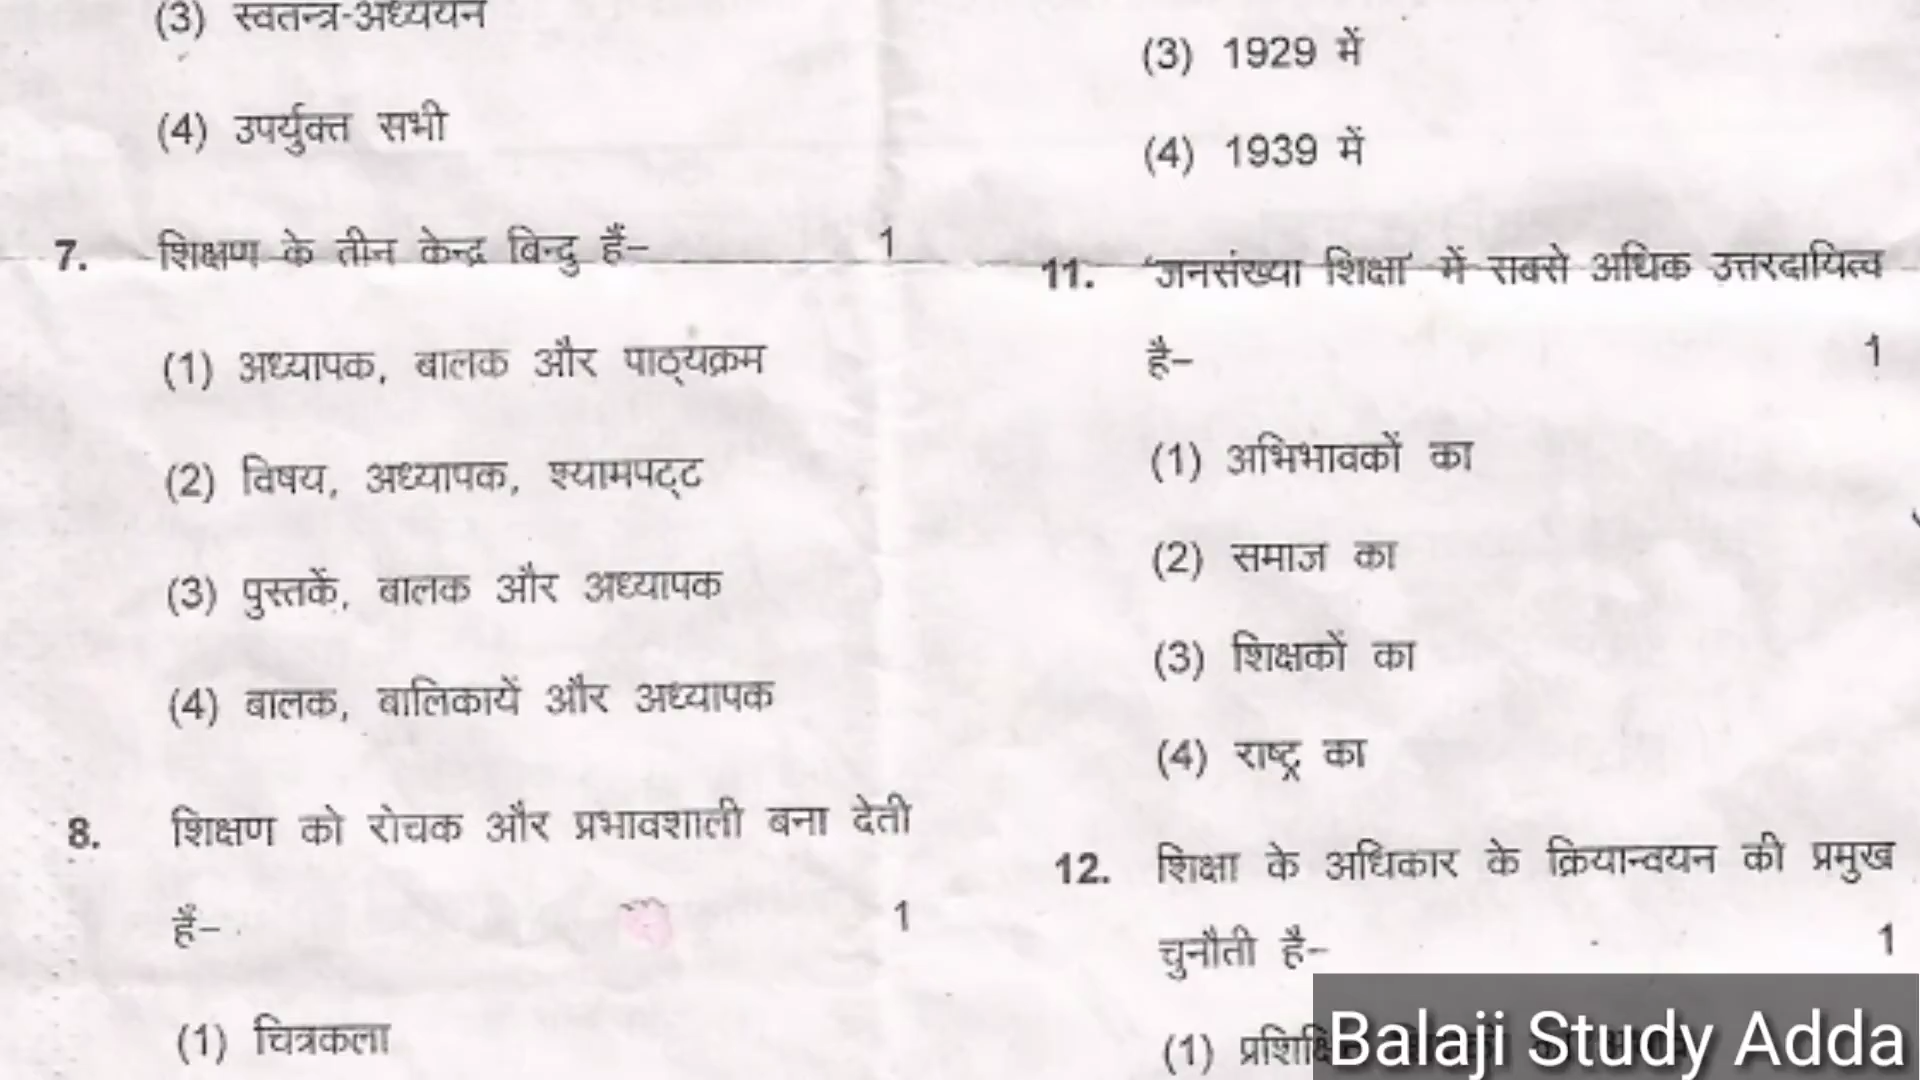 (3) स्वतन्त्र-अध्ययन
(4) उपर्युक्त सभी
7. शिक्षण के तीन केन्द्र बिन्दु हैं– 1
(1) अध्यापक, बालक और पाठ्यक्रम
(2) विषय, अध्यापक, श्यामपट्ट
(3) पुस्तकें, बालक और अध्यापक
(4) बालक, बालिकायें और अध्यापक
8. शिक्षण को रोचक और प्रभावशाली बना देती
हैं– 1
(1) चित्रकला
(3) 1929 में
(4) 1939 में
11. 'जनसंख्या शिक्षा' में सबसे अधिक उत्तरदायित्व
है– 1
(1) अभिभावकों का
(2) समाज का
(3) शिक्षकों का
(4) राष्ट्र का
12. शिक्षा के अधिकार के क्रियान्वयन की प्रमुख
चुनौती है– 1
(1)
Balaji Study Adda